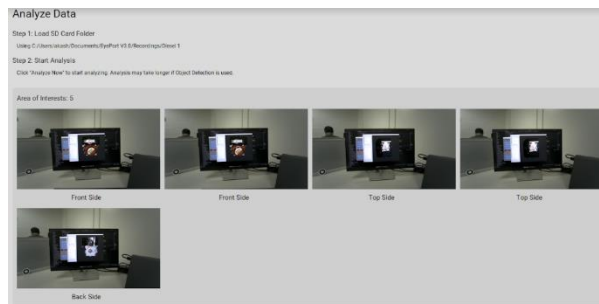 Analyze Data
Step 1: Load SD Card Folder
Step 2: Start Analysis
Click "Analyze Now" to start analyzing. Analysis may take longer if Object Detection is used.
Area of Interests: 5
Front Side
Front Side
Top Side
Top Side
Back Side